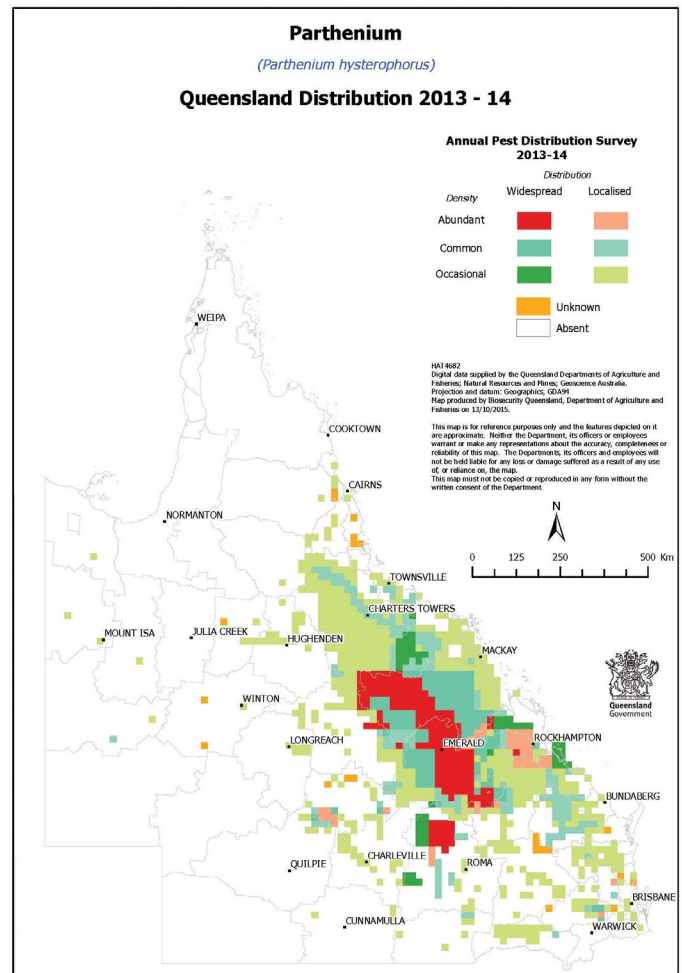 Parthenium
(Parthenium hysterophorus)
Queensland Distribution 2013 - 14
Annual Pest Distribution Survey
2013-14
Distribution
Density Widespread Localised
Abundant
Common
Occasional
Unknown
Absent
HAT4682
Digital data supplied by the Queensland Departments of Agriculture and
Fisheries; Natural Resources and Mines; Geoscience Australia.
Projection and datum: Geographics, GDA94
Map produced by Biosecurity Queensland, Department of Agriculture and
Fisheries on 13/10/2015.
This map is for reference purposes only and the features depicted on it
are approximate. Neither the Department, its officers or employees
warrant or make any representations about the accuracy, completeness or
reliability of this map. The Departments, its officers and employees will
not be held liable for any loss or damage suffered as a result of any use
of, or reliance on, the map.
This map must not be copied or reproduced in any form without the
written consent of the Department.
N
0 125 250 500 Km
WEIPA
COOKTOWN
CAIRNS
NORMANTON
TOWNSVILLE
CHARTERS TOWERS
MOUNT ISA
JULIA CREEK
HUGHENDEN
MACKAY
WINTON
Queensland
Government
LONGREACH
EMERALD
ROCKHAMPTON
BUNDABERG
CHARLEVILLE
ROMA
QUILPIE
BRISBANE
CUNNAMULLA
WARWICK